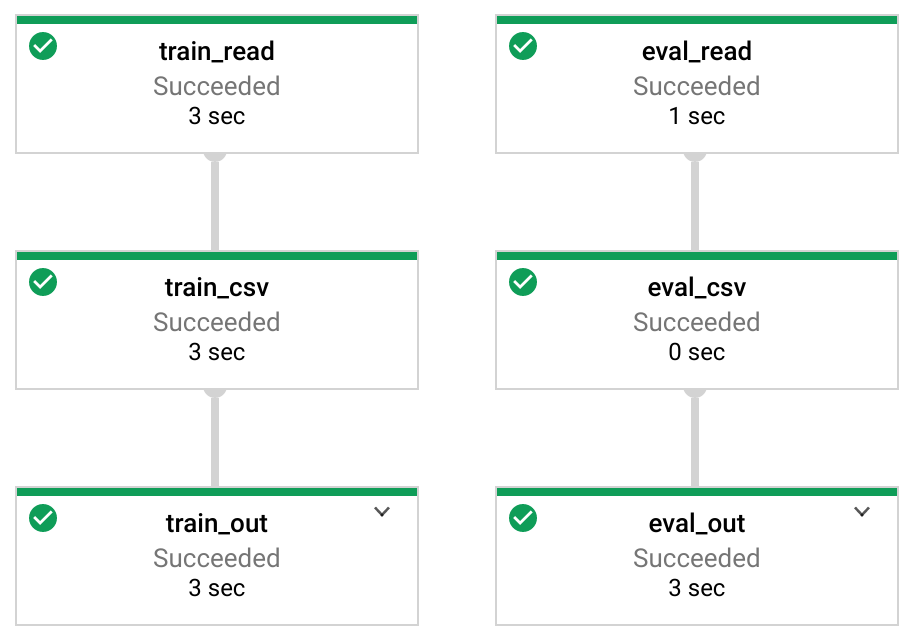 train_read
Succeeded
3 sec
eval_read
Succeeded
1 sec
train_csv
Succeeded
3 sec
eval_csv
Succeeded
0 sec
train_out
Succeeded
3 sec
eval_out
Succeeded
3 sec